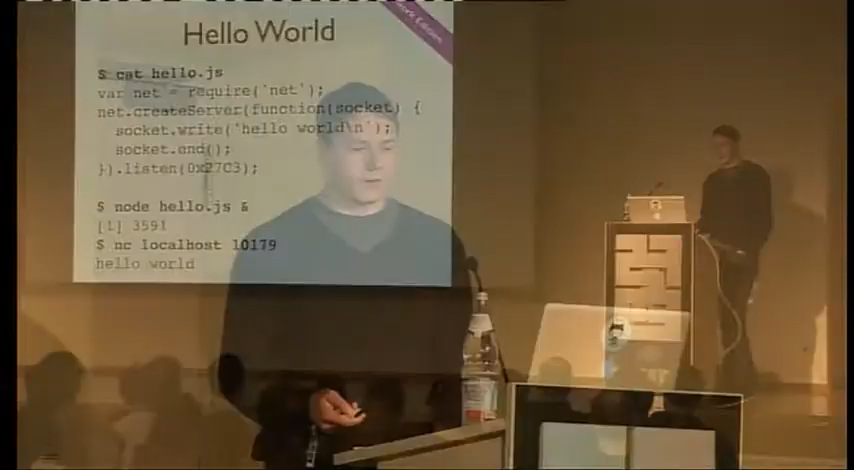 Hello World
$ cat hello.js
var net = require('net');
net.createServer(function(socket) {
socket.write('hello world\n');
socket.end();
}).listen(0x27C3);
$ node hello.js &
[1] 3591
$ nc localhost 10179
hello world